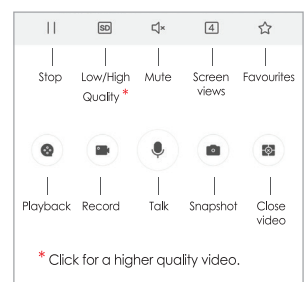 SD 4
Stop Low/High Mute Screen Favourites
Quality * views
Playback Record Talk Snapshot Close
video
* Click for a higher quality video.